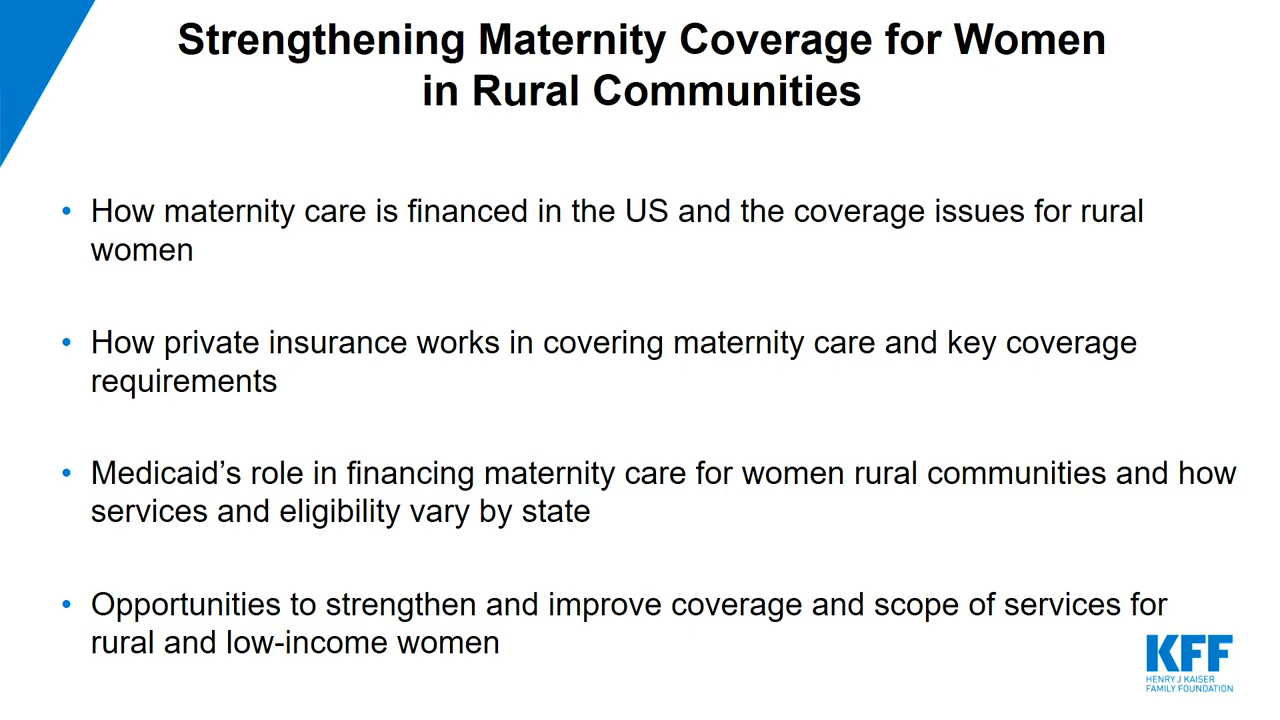 Strengthening Maternity Coverage for Women
in Rural Communities
• How maternity care is financed in the US and the coverage issues for rural
women
• How private insurance works in covering maternity care and key coverage
requirements
• Medicaid’s role in financing maternity care for women rural communities and how
services and eligibility vary by state
• Opportunities to strengthen and improve coverage and scope of services for
rural and low-income women
KFF
HENRY J KAISER
FAMILY FOUNDATION